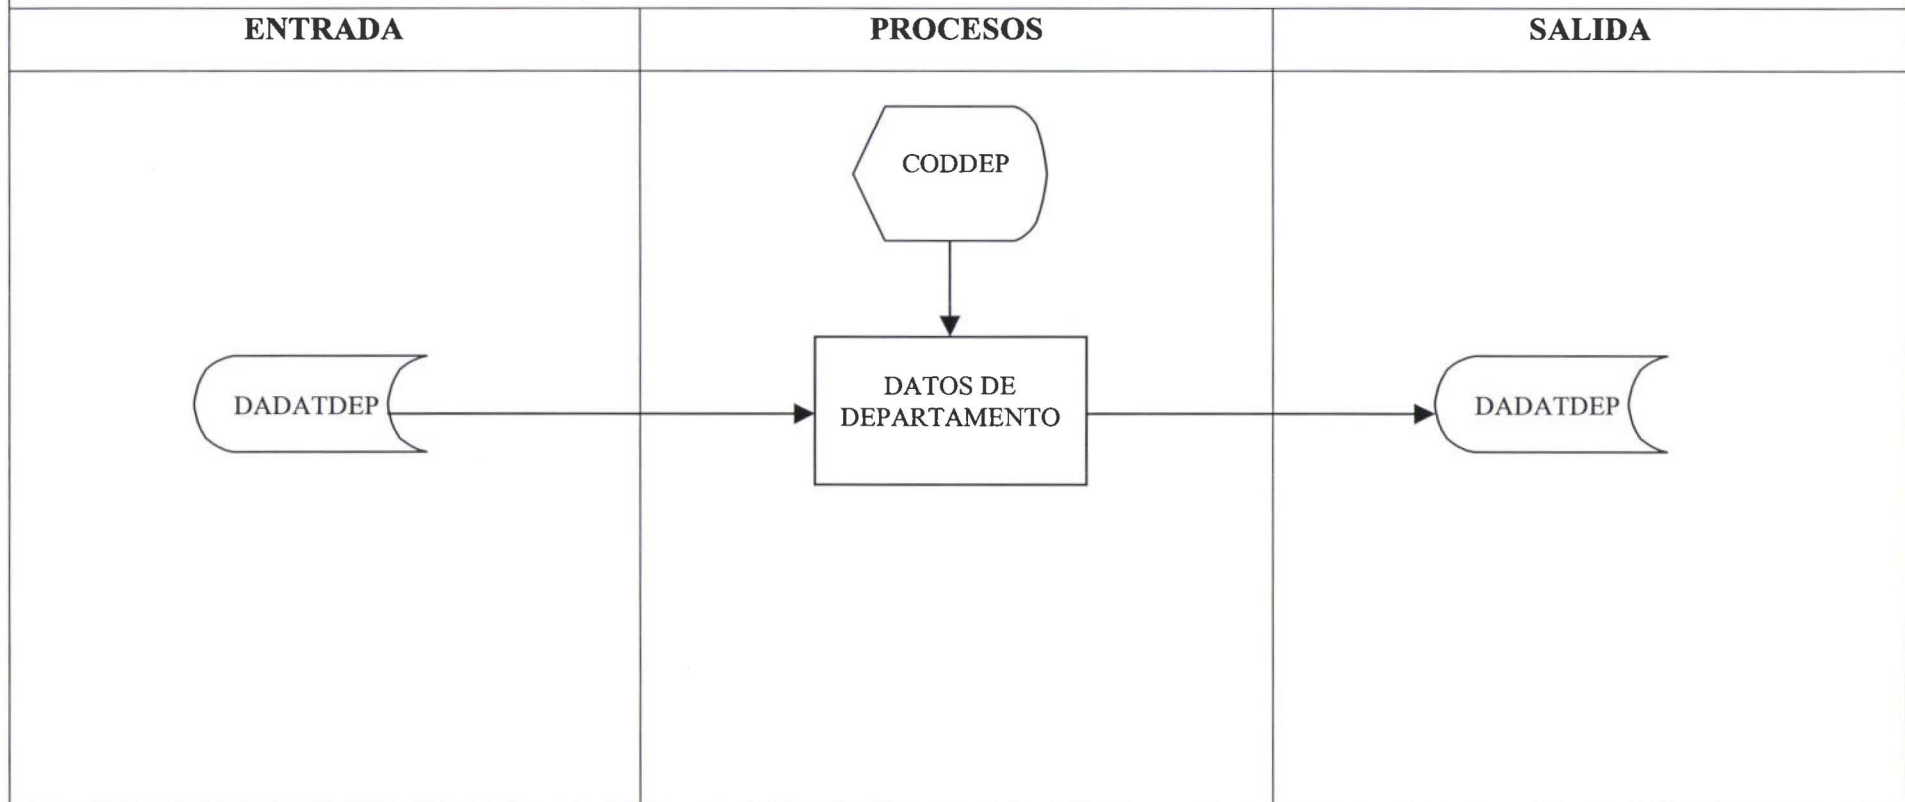 ENTRADA
PROCESOS
SALIDA
CODDEP
DADATDEP
DATOS DE
DEPARTAMENTO
DADATDEP